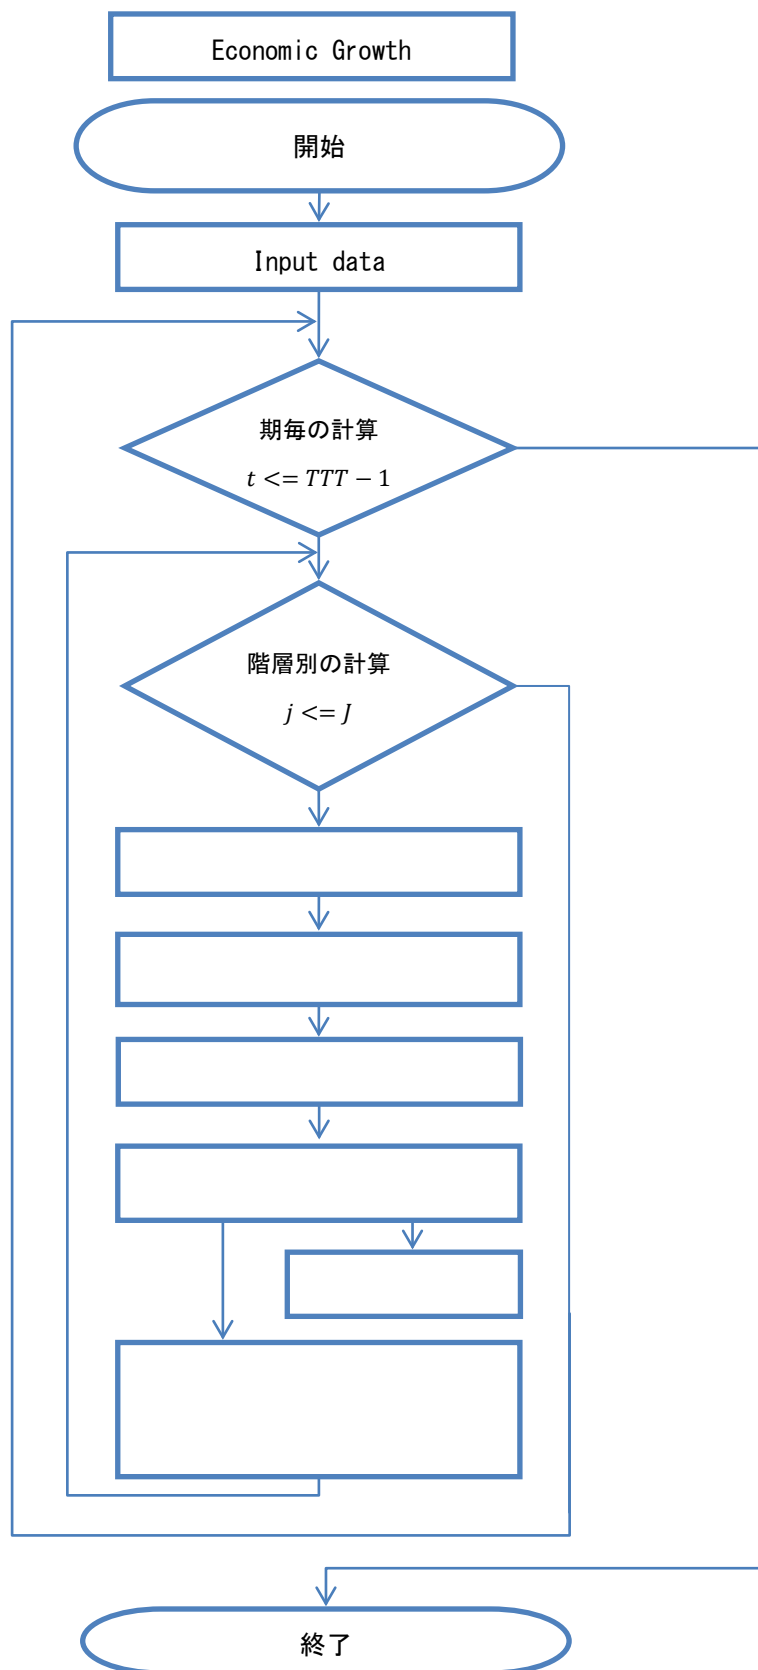 Economic Growth
開始
Input data
期毎の計算
t <= TTT − 1
階層別の計算
j <= J
終了